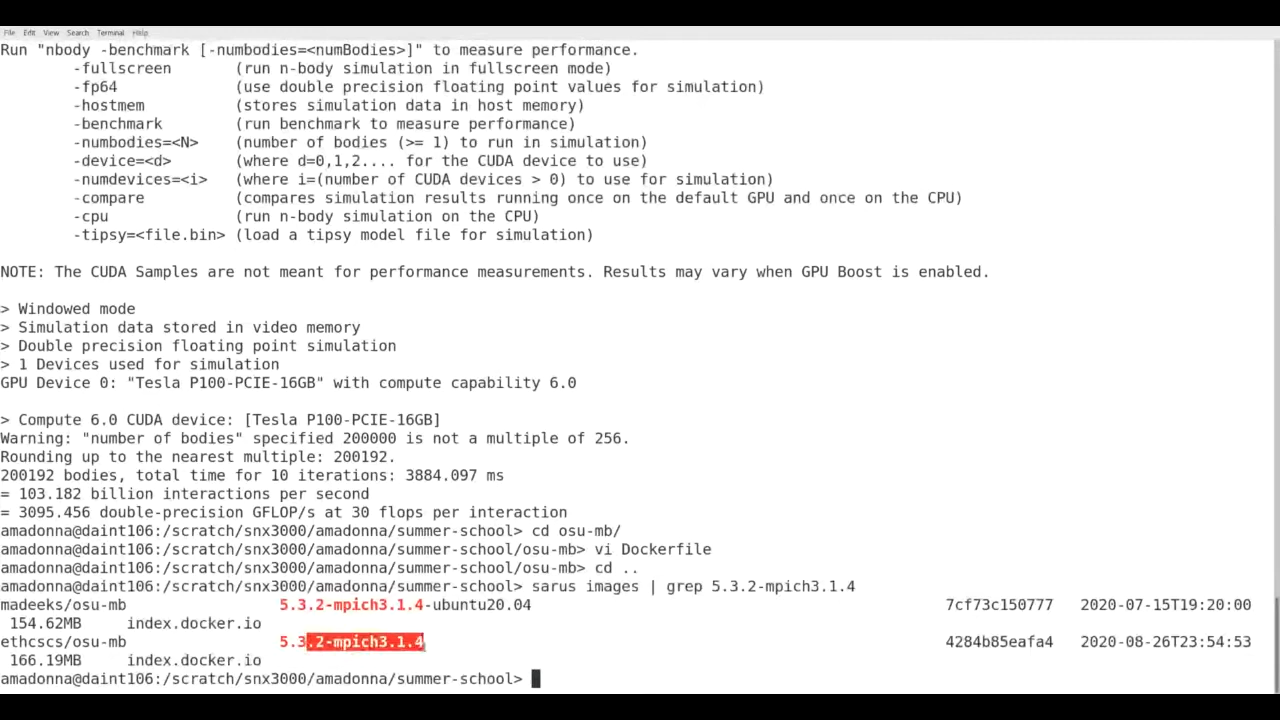 File Edit View Search Terminal Help
Run "nbody -benchmark [-numbodies=<numBodies>]" to measure performance.
-fullscreen (run n-body simulation in fullscreen mode)
-fp64 (use double precision floating point values for simulation)
-hostmem (stores simulation data in host memory)
-benchmark (run benchmark to measure performance)
-numbodies=<N> (number of bodies (>= 1) to run in simulation)
-device=<d> (where d=0,1,2.... for the CUDA device to use)
-numdevices=<i> (where i=(number of CUDA devices > 0) to use for simulation)
-compare (compares simulation results running once on the default GPU and once on the CPU)
-cpu (run n-body simulation on the CPU)
-tipsy=<file.bin> (load a tipsy model file for simulation)
NOTE: The CUDA Samples are not meant for performance measurements. Results may vary when GPU Boost is enabled.
> Windowed mode
> Simulation data stored in video memory
> Double precision floating point simulation
> 1 Devices used for simulation
GPU Device 0: "Tesla P100-PCIE-16GB" with compute capability 6.0
> Compute 6.0 CUDA device: [Tesla P100-PCIE-16GB]
Warning: "number of bodies" specified 200000 is not a multiple of 256.
Rounding up to the nearest multiple: 200192.
200192 bodies, total time for 10 iterations: 3884.097 ms
= 103.182 billion interactions per second
= 3095.456 double-precision GFLOP/s at 30 flops per interaction
amadonna@daint106:/scratch/snx3000/amadonna/summer-school> cd osu-mb/
amadonna@daint106:/scratch/snx3000/amadonna/summer-school/osu-mb> vi Dockerfile
amadonna@daint106:/scratch/snx3000/amadonna/summer-school/osu-mb> cd ..
amadonna@daint106:/scratch/snx3000/amadonna/summer-school> sarus images | grep 5.3.2-mpich3.1.4
madeeks/osu-mb 5.3.2-mpich3.1.4-ubuntu20.04 7cf73c150777 2020-07-15T19:20:00
154.62MB index.docker.io
ethcscs/osu-mb 5.3.2-mpich3.1.4 4284b85eafa4 2020-08-26T23:54:53
166.19MB index.docker.io
amadonna@daint106:/scratch/snx3000/amadonna/summer-school>